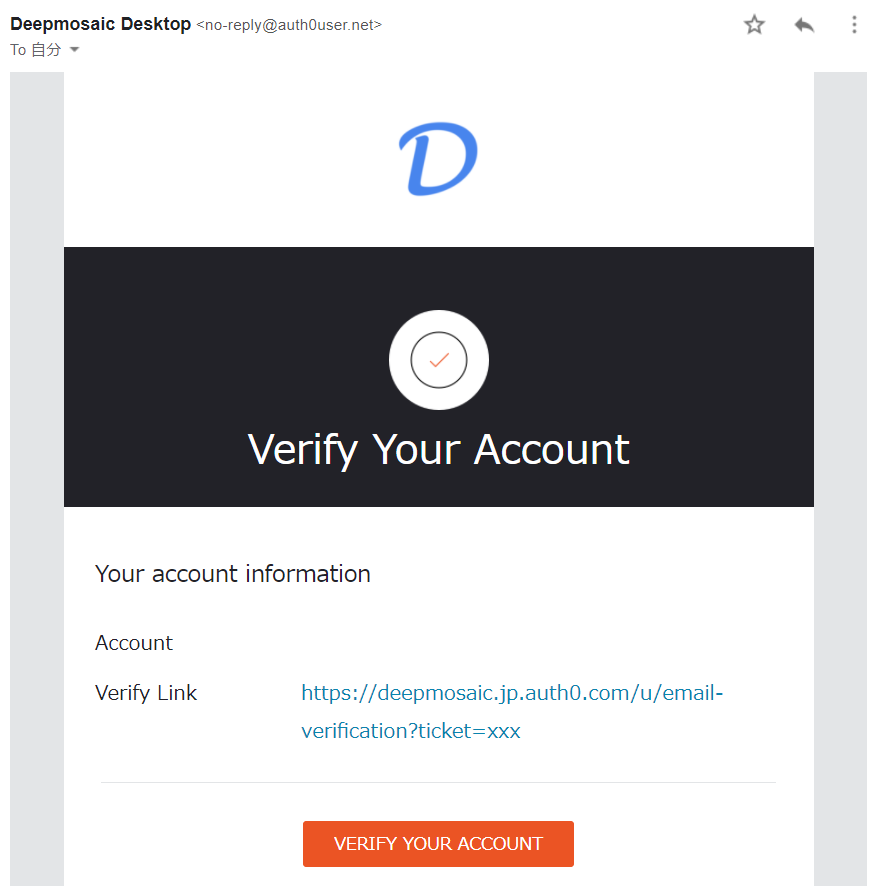 Deepmosaic Desktop <no-reply@auth0user.net>
To 自分
D
Verify Your Account
Your account information
Account
Verify Link https://deepmosaic.jp.auth0.com/u/email-
verification?ticket=xxx
VERIFY YOUR ACCOUNT